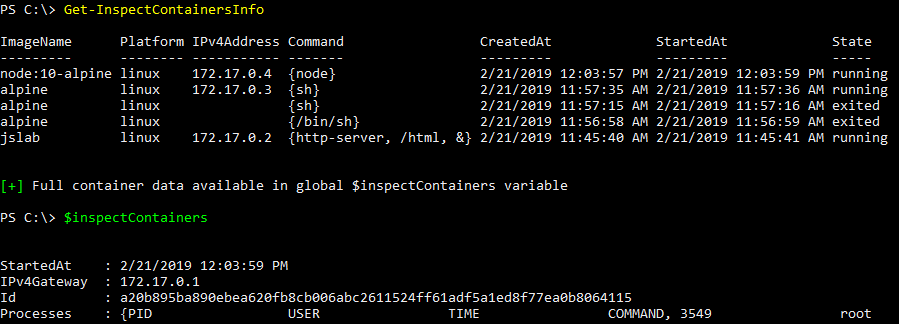 PS C:\> Get-InspectContainersInfo
ImageName Platform IPv4Address Command CreatedAt StartedAt State
--------- -------- ----------- ------- --------- --------- -----
node:10-alpine linux 172.17.0.4 {node} 2/21/2019 12:03:57 PM 2/21/2019 12:03:59 PM running
alpine linux 172.17.0.3 {sh} 2/21/2019 11:57:35 AM 2/21/2019 11:57:36 AM running
alpine linux {sh} 2/21/2019 11:57:15 AM 2/21/2019 11:57:16 AM exited
alpine linux {/bin/sh} 2/21/2019 11:56:58 AM 2/21/2019 11:56:59 AM exited
jslab linux 172.17.0.2 {http-server, /html, &} 2/21/2019 11:45:40 AM 2/21/2019 11:45:41 AM running
[+] Full container data available in global $inspectContainers variable
PS C:\> $inspectContainers
StartedAt : 2/21/2019 12:03:59 PM
IPv4Gateway : 172.17.0.1
Id : a20b895ba890ebea620fb8cb006abc2611524ff61adf5a1ed8f77ea0b8064115
Processes : {PID USER TIME COMMAND, 3549 root